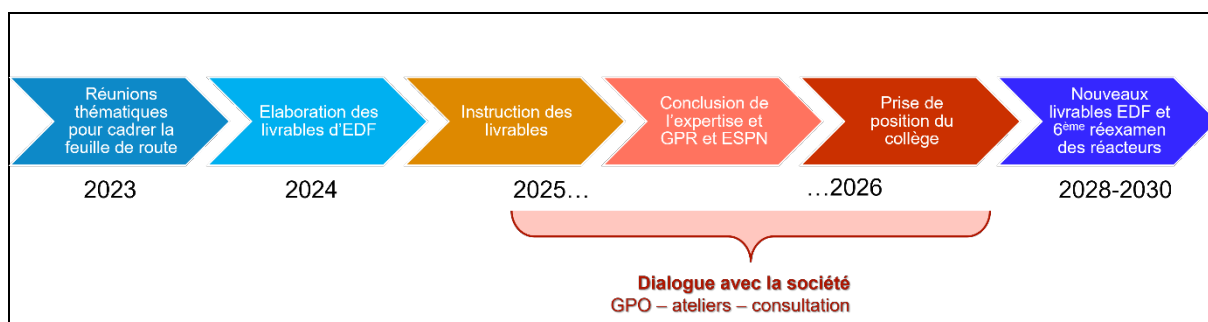 Réunions
thématiques
pour cadrer la
feuille de route
Elaboration des
livrables d'EDF
Instruction des
livrables
Conclusion de
l'expertise et
GPR et ESPN
Prise de
position du
collège
Nouveaux
livrables EDF et
6ème réexamen
des réacteurs
2023
2024
2025…
…2026
2028-2030
Dialogue avec la société
GPO – ateliers – consultation